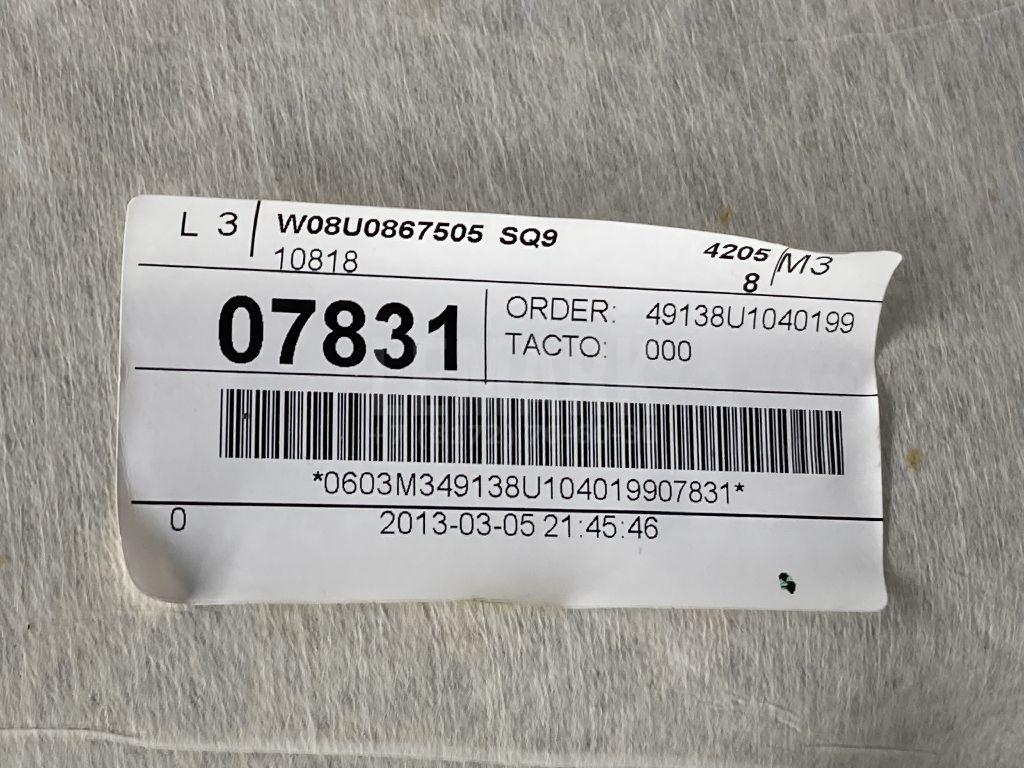 L 3 W08U0867505 SQ9 4205 M3
10818 8
07831 ORDER: 49138U1040199
TACTO: 000
*0603M349138U104019907831*
0 2013-03-05 21:45:46